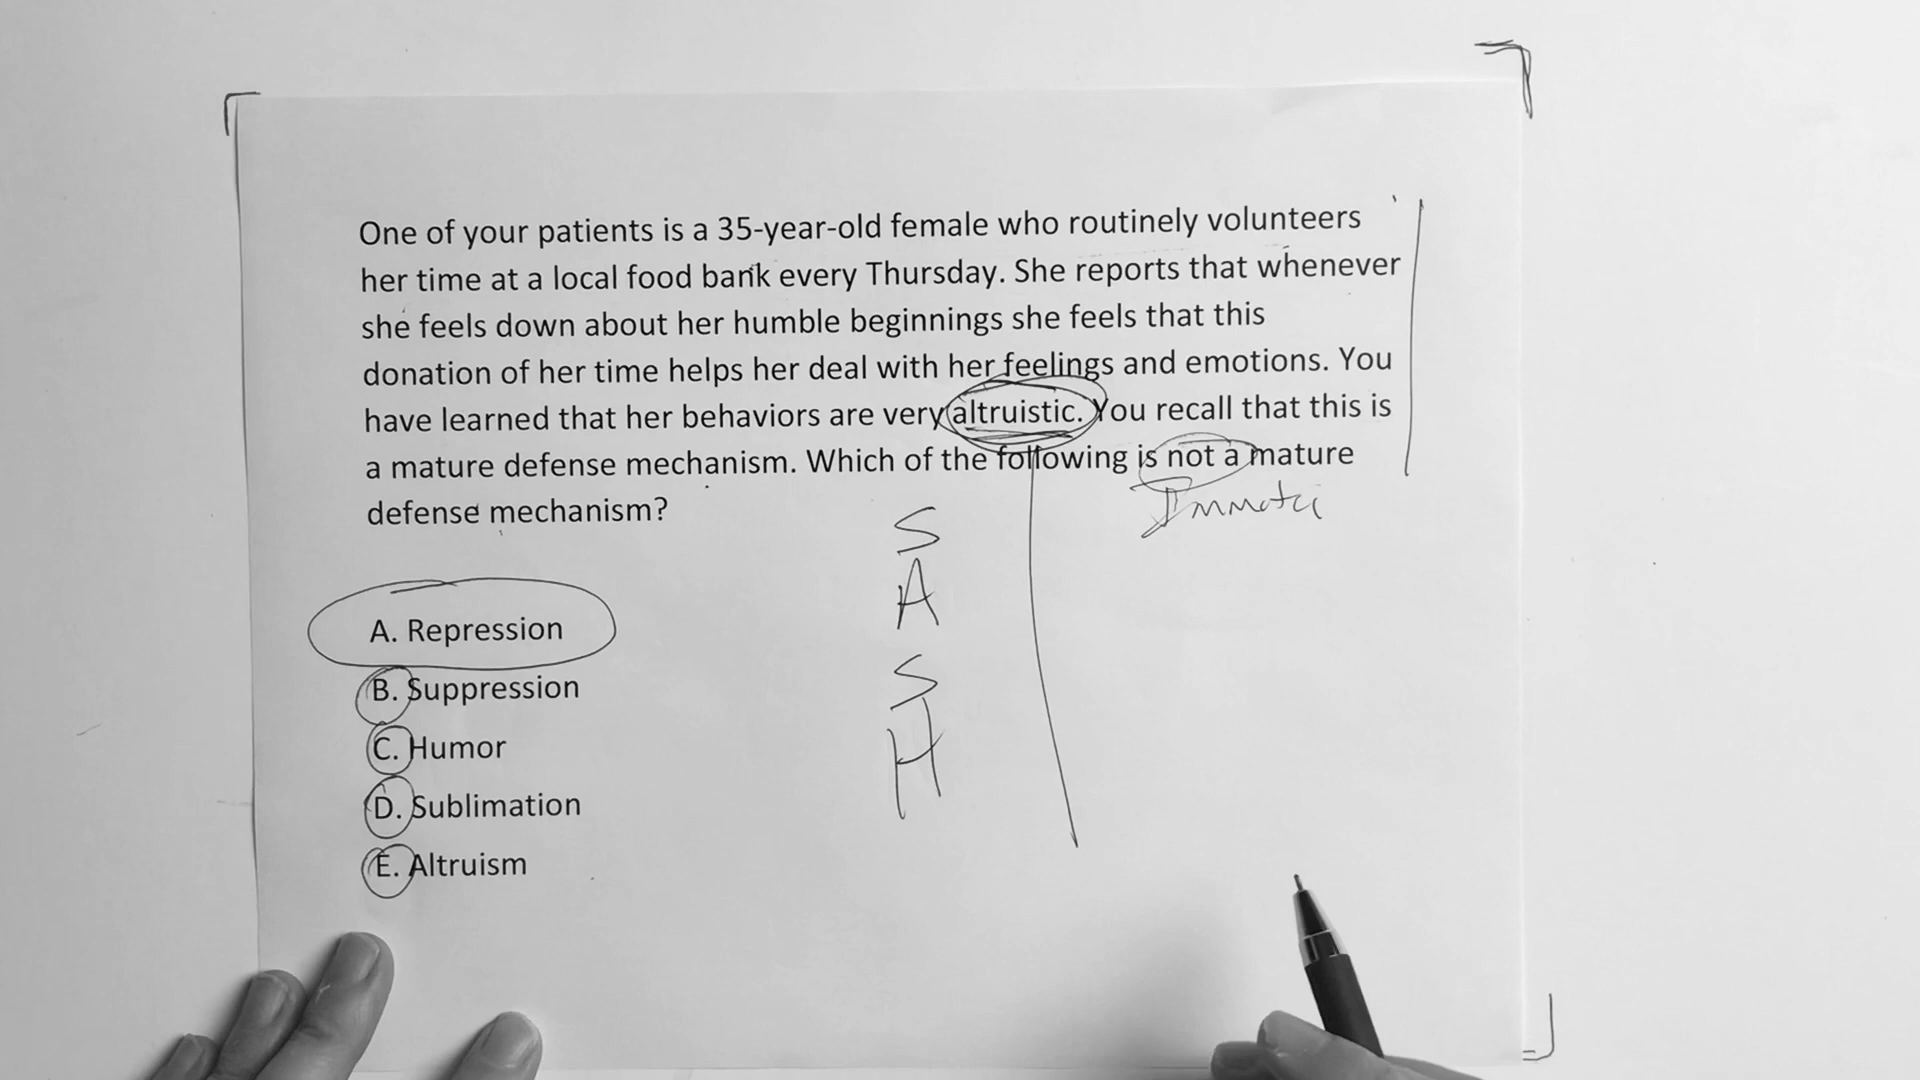 One of your patients is a 35-year-old female who routinely volunteers
her time at a local food bank every Thursday. She reports that whenever
she feels down about her humble beginnings she feels that this
donation of her time helps her deal with her feelings and emotions. You
have learned that her behaviors are very altruistic. You recall that this is
a mature defense mechanism. Which of the following is not a mature
defense mechanism?
S
A
S
H
A. Repression
B. Suppression
C. Humor
D. Sublimation
E. Altruism